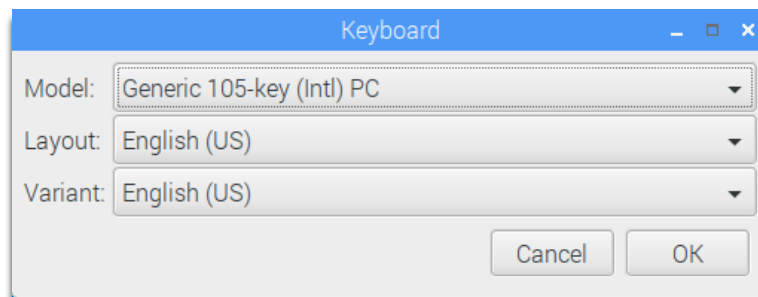 Keyboard
Model: Generic 105-key (Intl) PC
Layout: English (US)
Variant: English (US)
Cancel OK